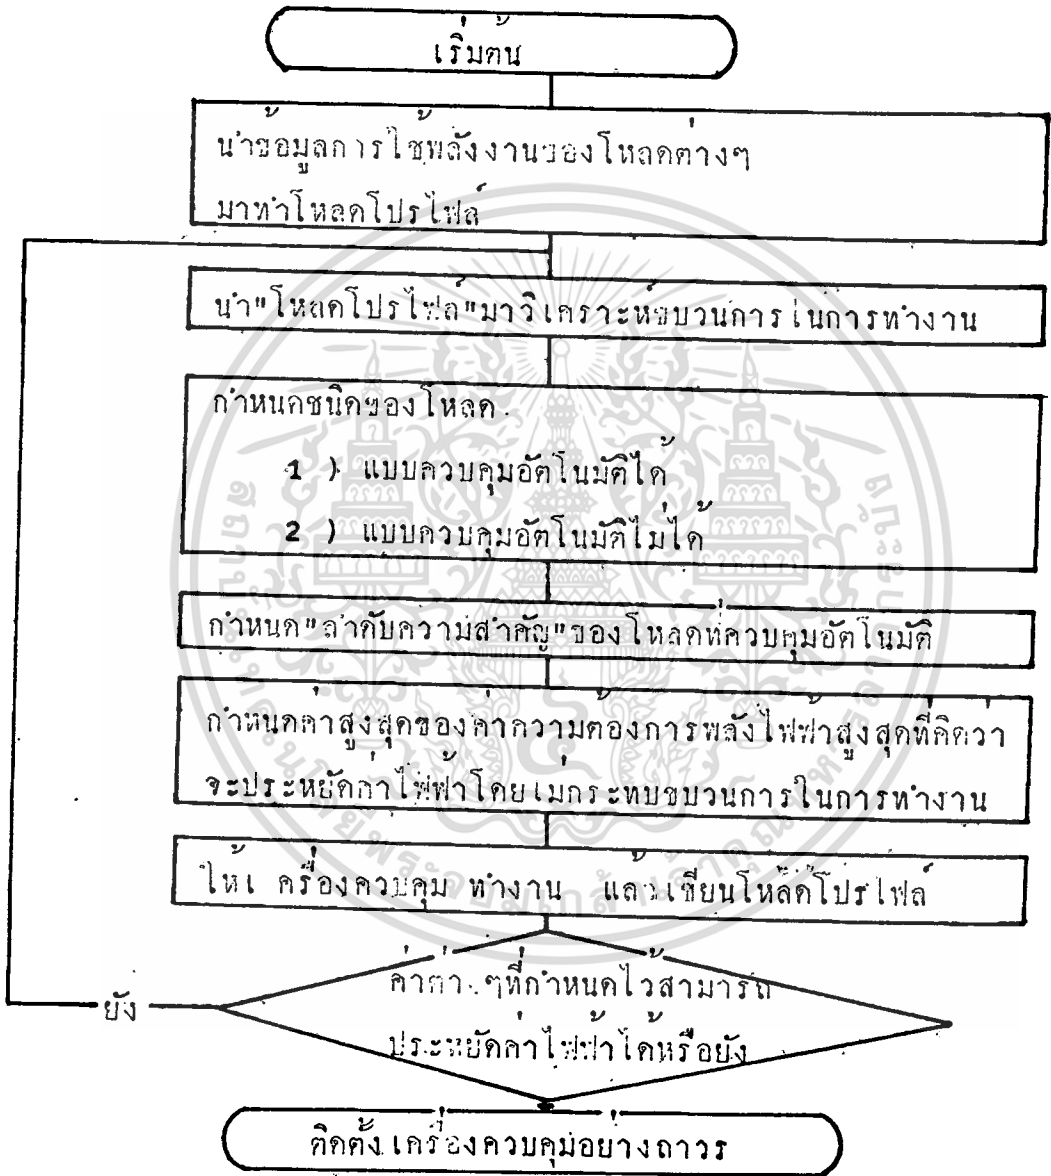 เริ่มต้น
นำข้อมูลการใช้พลังงานของโหลดต่างๆ
มาทำโหลดโปรไฟล์
นำ"โหลดโปรไฟล์"มาวิเคราะห์ขบวนการในการทำงาน
กำหนดชนิดของโหลด.
1 ) แบบควบคุมอัตโนมัติได้
2 ) แบบควบคุมอัตโนมัติไม่ได้
กำหนด"ลำดับความสำคัญ"ของโหลดที่ควบคุมอัตโนมัติ
กำหนดค่าสูงสุดของค่าความต้องการพลังไฟฟ้าสูงสุดที่คิดว่า
จะประหยัดค่าไฟฟ้าโดยไม่กระทบขบวนการในการทำงาน
ให้เครื่องควบคุม ทำงาน แล้วเขียนโหลดโปรไฟล์
ค่าต่างๆที่กำหนดไว้สามารถ
ยัง
ประหยัดค่าไฟฟ้าได้หรือยัง
ติดตั้งเครื่องควบคุมอย่างถาวร